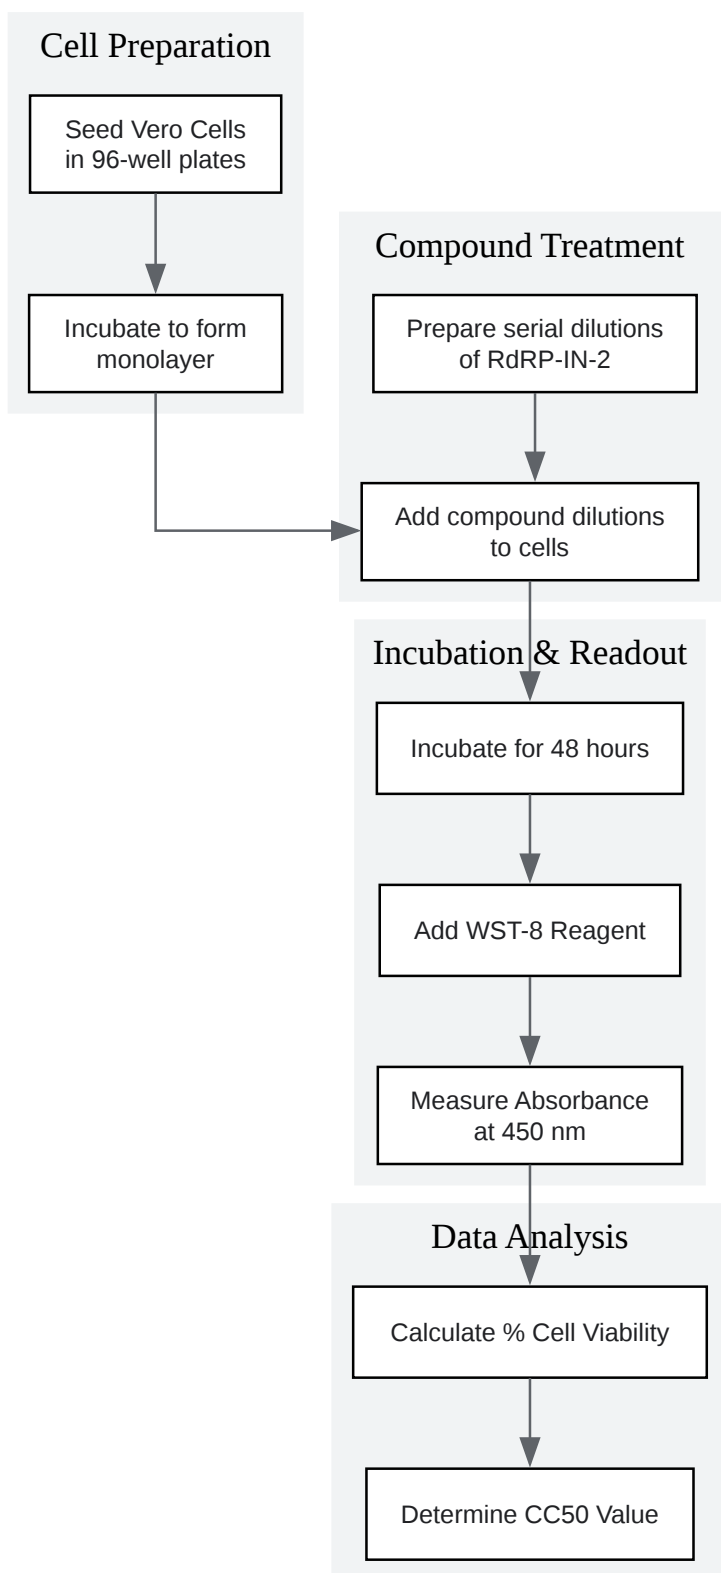 Cell Preparation
Seed Vero Cells
in 96-well plates
Incubate to form
monolayer
Compound Treatment
Prepare serial dilutions
of RdRP-IN-2
Add compound dilutions
to cells
Incubation & Readout
Incubate for 48 hours
Add WST-8 Reagent
Measure Absorbance
at 450 nm
Data Analysis
Calculate % Cell Viability
Determine CC50 Value